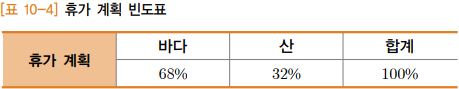 [표 10-4] 휴가 계획 빈도표
휴가 계획 바다 산 합계
68% 32% 100%